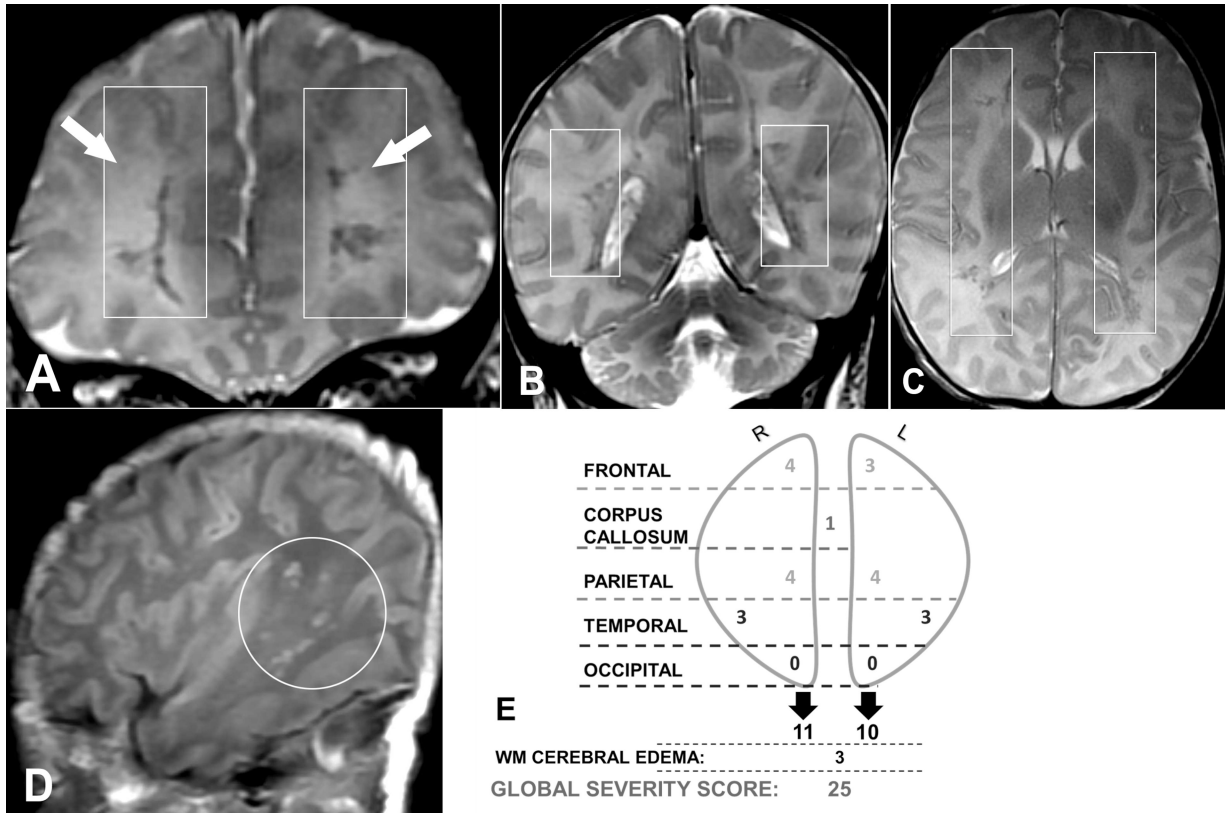 A
B
C
D
R L
FRONTAL 4 3
CORPUS
CALLOSUM 1
PARIETAL 4 4
TEMPORAL 3 3
OCCIPITAL 0 0
E
11 10
WM CEREBRAL EDEMA: 3
GLOBAL SEVERITY SCORE: 25